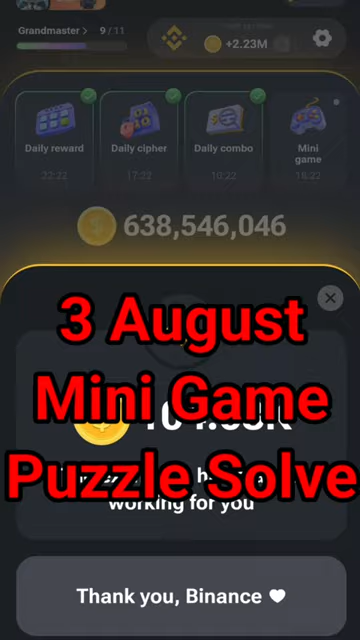 Grandmaster > 9 / 11
+2.23M
Daily reward
Daily cipher
Daily combo
Mini
game
22:22
17:22
10:22
18:22
638,546,046
3 August
Mini Game
Puzzle Solve
working for you
Thank you, Binance